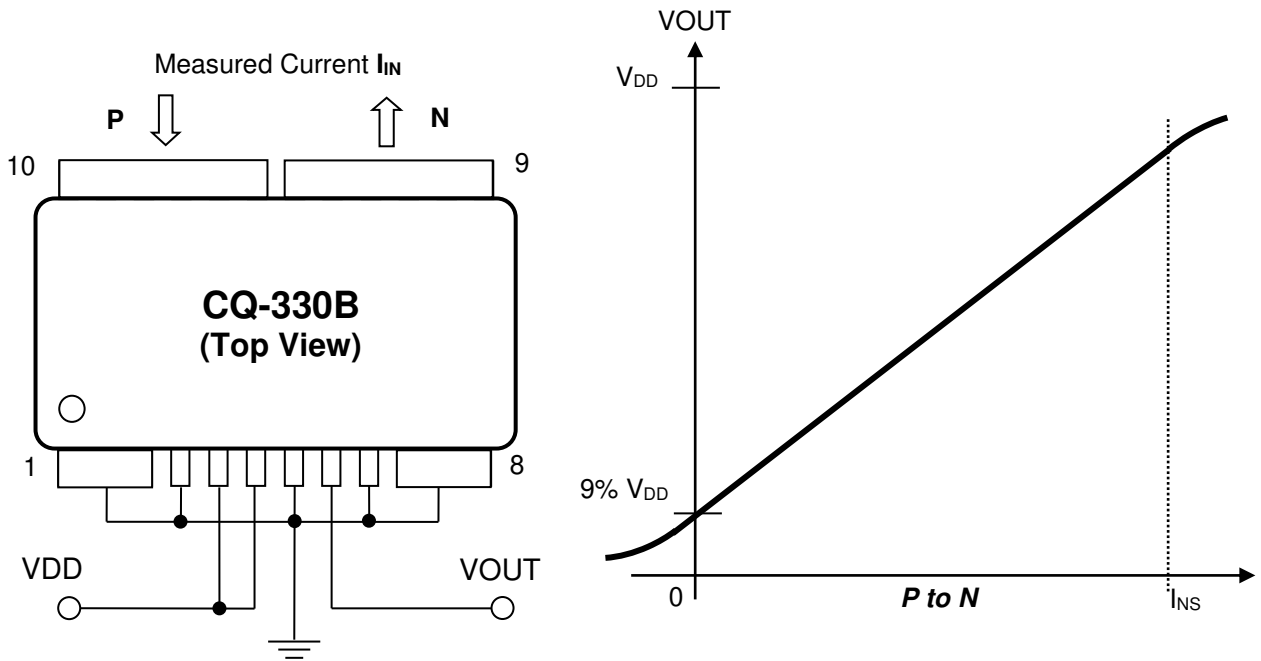 Measured Current IIN
P
N
10
9
CQ-330B
(Top View)
1
8
VDD
VOUT
VOUT
VDD
9% VDD
0
P to N
INS